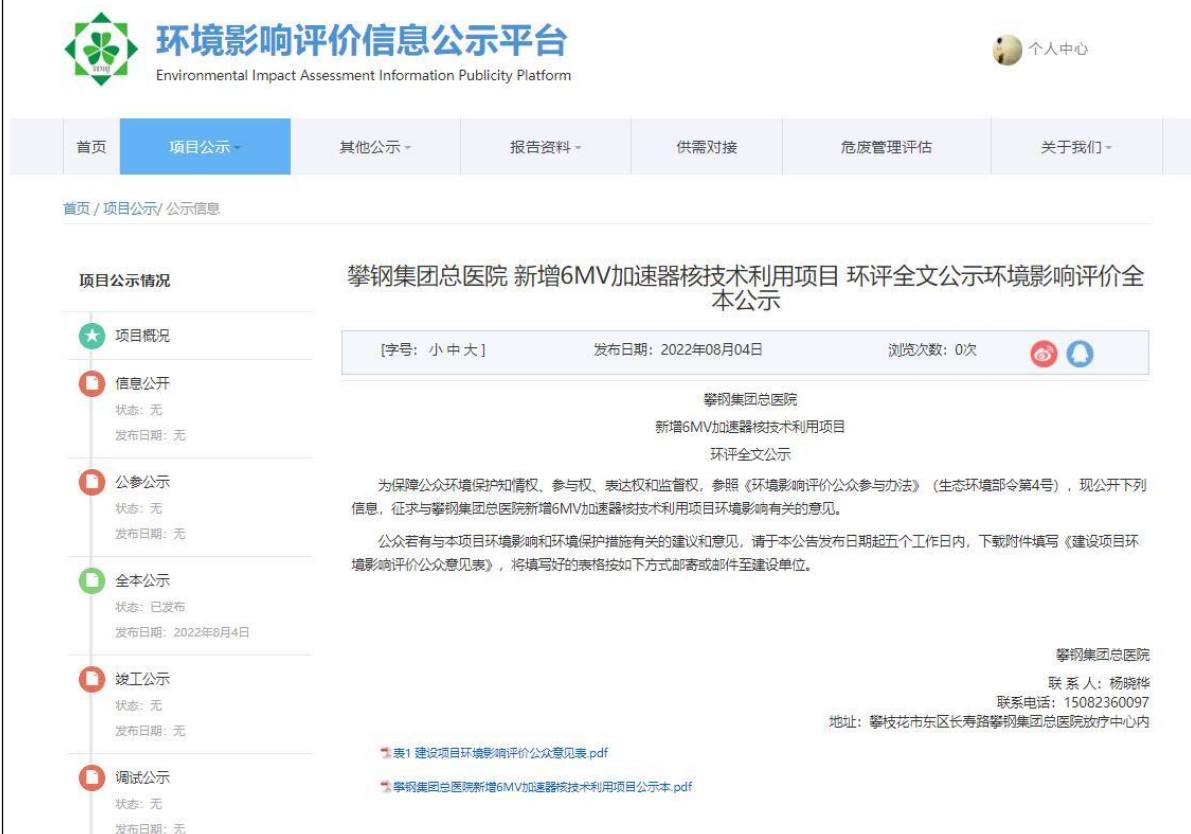 环境影响评价信息公示平台
Environmental Impact Assessment Information Publicity Platform
个人中心
首页
项目公示
其他公示
报告资料
供需对接
危废管理评估
关于我们
首页 / 项目公示/ 公示信息
项目公示情况
项目概况
信息公开
状态：无
发布日期：无
公参公示
状态：无
发布日期：无
全本公示
状态：已发布
发布日期：2022年8月4日
竣工公示
状态：无
发布日期：无
调试公示
状态：无
发布日期：无
攀钢集团总医院 新增6MV加速器核技术利用项目 环评全文公示环境影响评价全
本公示
[字号： 小 中 大 ]
发布日期：2022年08月04日
浏览次数：0次
攀钢集团总医院
新增6MV加速器核技术利用项目
环评全文公示
为保障公众环境保护知情权、参与权、表达权和监督权，参照《环境影响评价公众参与办法》（生态环境部令第4号），现公开下列
信息，征求与攀钢集团总医院新增6MV加速器核技术利用项目环境影响有关的意见。
公众若有与本项目环境影响和环境保护措施有关的建议和意见，请于本公告发布日期起五个工作日内，下载附件填写《建设项目环
境影响评价公众意见表》，将填写好的表格按如下方式邮寄或邮件至建设单位。
攀钢集团总医院
联 系 人：杨晓桦
联系电话：15082360097
地址：攀枝花市东区长寿路攀钢集团总医院放疗中心内
表1 建设项目环境影响评价公众意见表.pdf
攀钢集团总医院新增6MV加速器核技术利用项目公示本.pdf